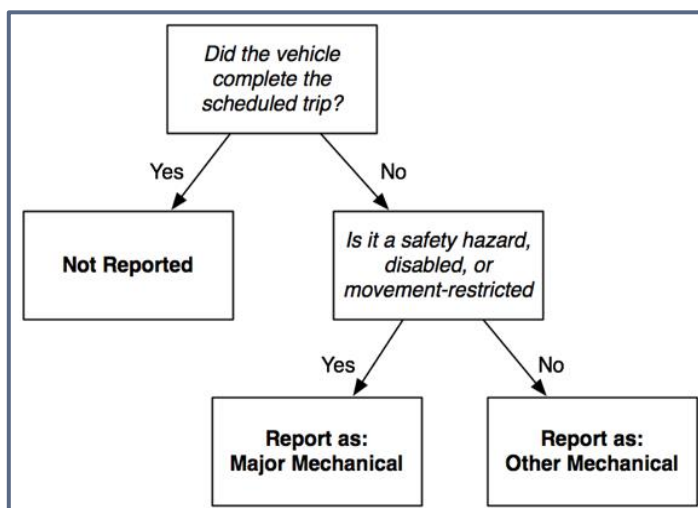 Did the vehicle
complete the
scheduled trip?
Yes
No
Not Reported
Is it a safety hazard,
disabled, or
movement-restricted
Yes
No
Report as:
Major Mechanical
Report as:
Other Mechanical